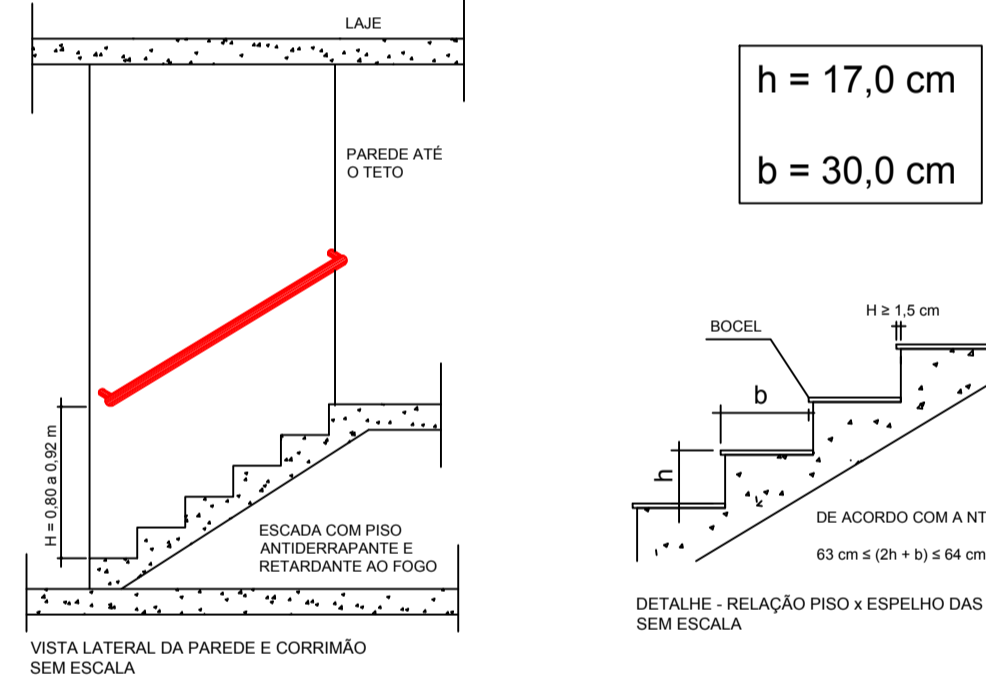 LAJE
PAREDE ATÉ
O TETO
H = 0,80 a 0,92 m
ESCADA COM PISO
ANTIDERRAPANTE E
RETARDANTE AO FOGO
VISTA LATERAL DA PAREDE E CORRIMÃO
SEM ESCALA
h = 17,0 cm
b = 30,0 cm
H ≥ 1,5 cm
BOCEL
b
h
DE ACORDO COM A NT
63 cm ≤ (2h + b) ≤ 64 cm
DETALHE - RELAÇÃO PISO x ESPELHO DAS
SEM ESCALA